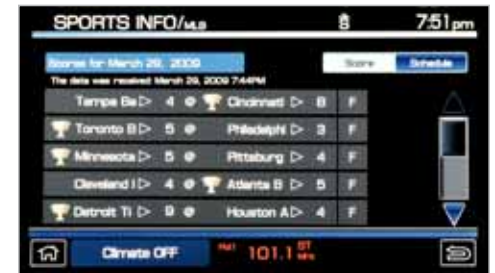 SPORTS INFO/MLB 7:51 pm
Scores for March 29, 2009 Score Schedule
The data was received: March 29, 2009 7:44PM
Tampa Ba 4 @ Cincinnati 8 F
Toronto B 5 @ Philadelphi 3 F
Minnesota 5 @ Pittsburg 4 F
Cleveland I 4 @ Atlanta B 5 F
Detroit Ti 9 @ Houston A 4 F
Climate OFF FM1 101.1 ST